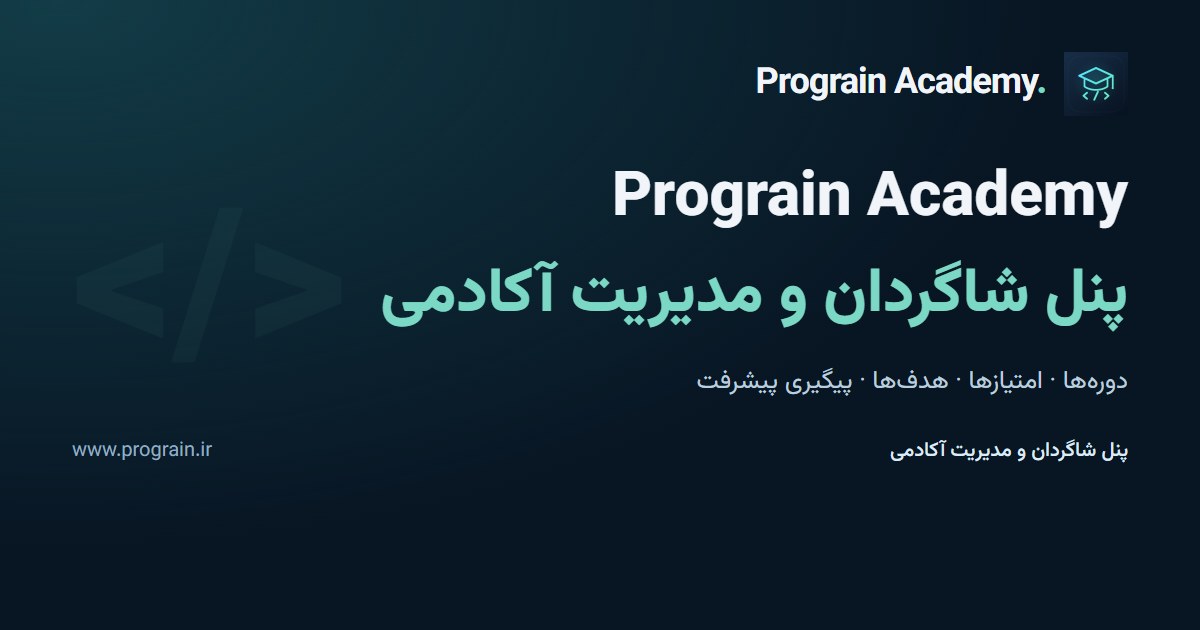 Prograin Academy.
Prograin Academy
پنل شاگردان و مدیریت آکادمی
دوره‌ها · امتیازها · هدف‌ها · پیگیری پیشرفت
</>
پنل شاگردان و مدیریت آکادمی
www.prograin.ir